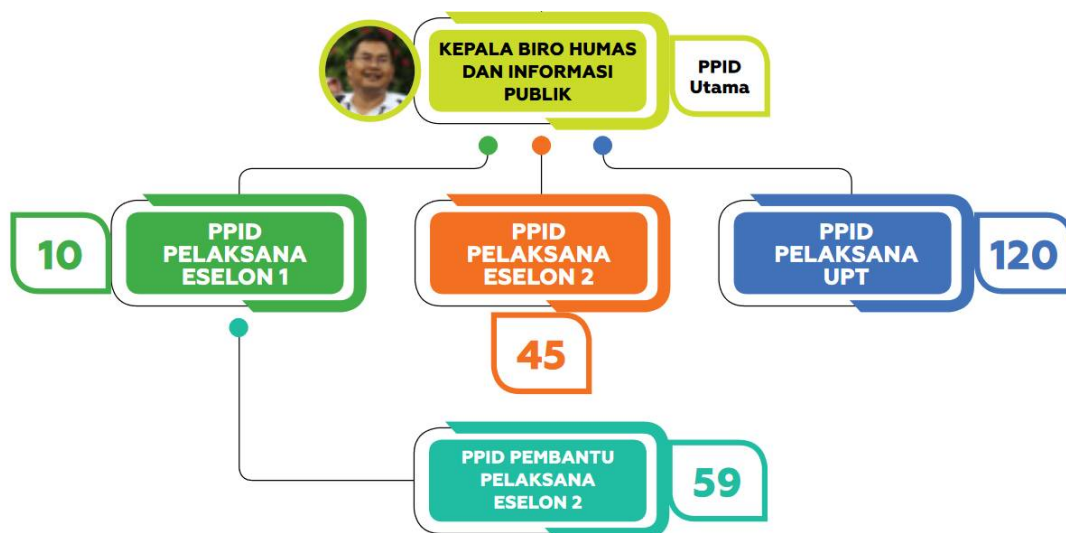 KEPALA BIRO HUMAS
DAN INFORMASI
PUBLIK
PPID
Utama
10
PPID
PELAKSANA
ESELON 1
PPID
PELAKSANA
ESELON 2
45
PPID
PELAKSANA
UPT
120
PPID PEMBANTU
PELAKSANA
ESELON 2
59